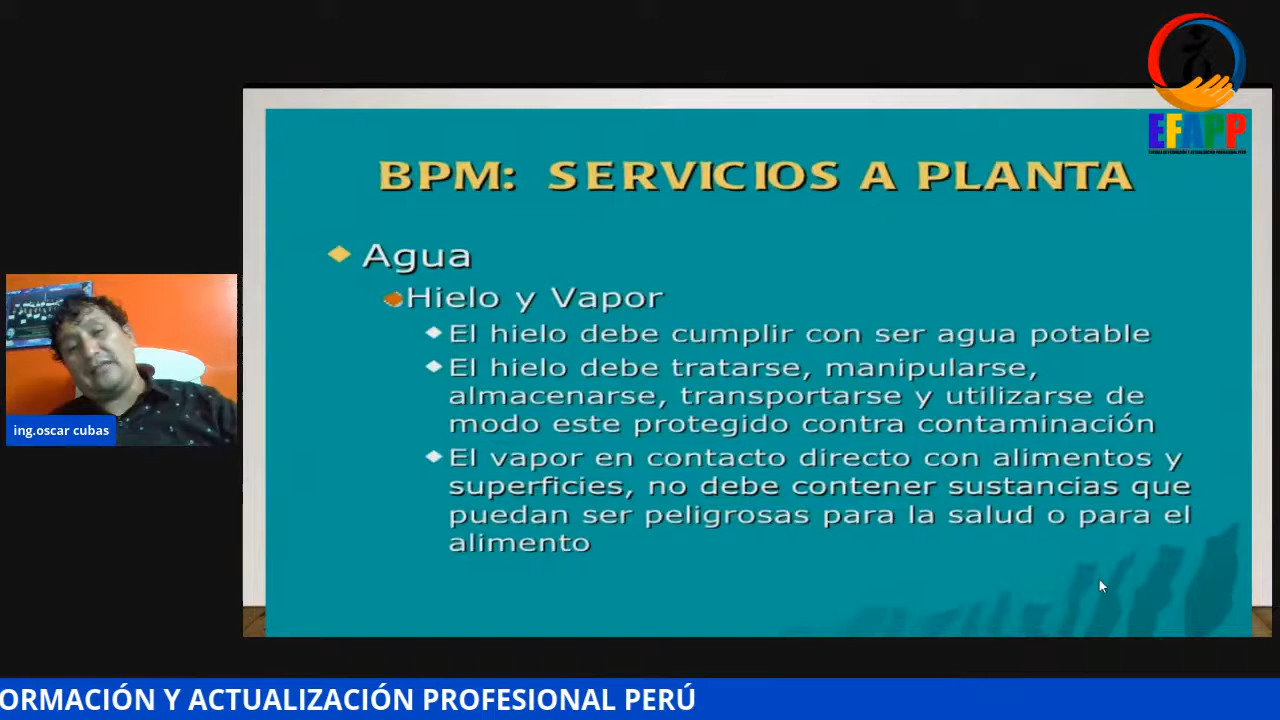 EFAPP
BPM: SERVICIOS A PLANTA
Agua
Hielo y Vapor
El hielo debe cumplir con ser agua potable
El hielo debe tratarse, manipularse,
almacenarse, transportarse y utilizarse de
modo este protegido contra contaminación
El vapor en contacto directo con alimentos y
superficies, no debe contener sustancias que
puedan ser peligrosas para la salud o para el
alimento
ing.oscar cubas
ORMACIÓN Y ACTUALIZACIÓN PROFESIONAL PERÚ